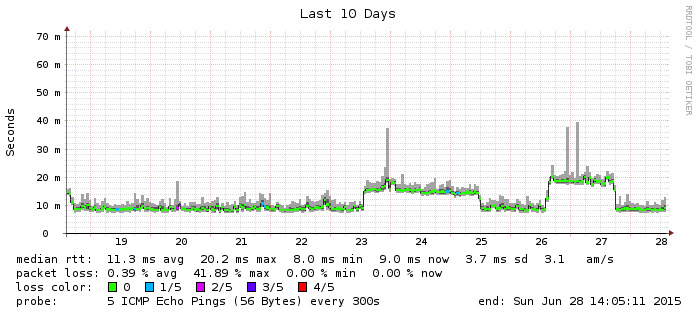 Last 10 Days
RRDTOOL / TOBI OETIKER
Seconds
70 m
60 m
50 m
40 m
30 m
20 m
10 m
0
19 20 21 22 23 24 25 26 27 28
median rtt: 11.3 ms avg 20.2 ms max 8.0 ms min 9.0 ms now 3.7 ms sd 3.1 am/s
packet loss: 0.39 % avg 41.89 % max 0.00 % min 0.00 % now
loss color: 0 1/5 2/5 3/5 4/5
probe: 5 ICMP Echo Pings (56 Bytes) every 300s end: Sun Jun 28 14:05:11 2015